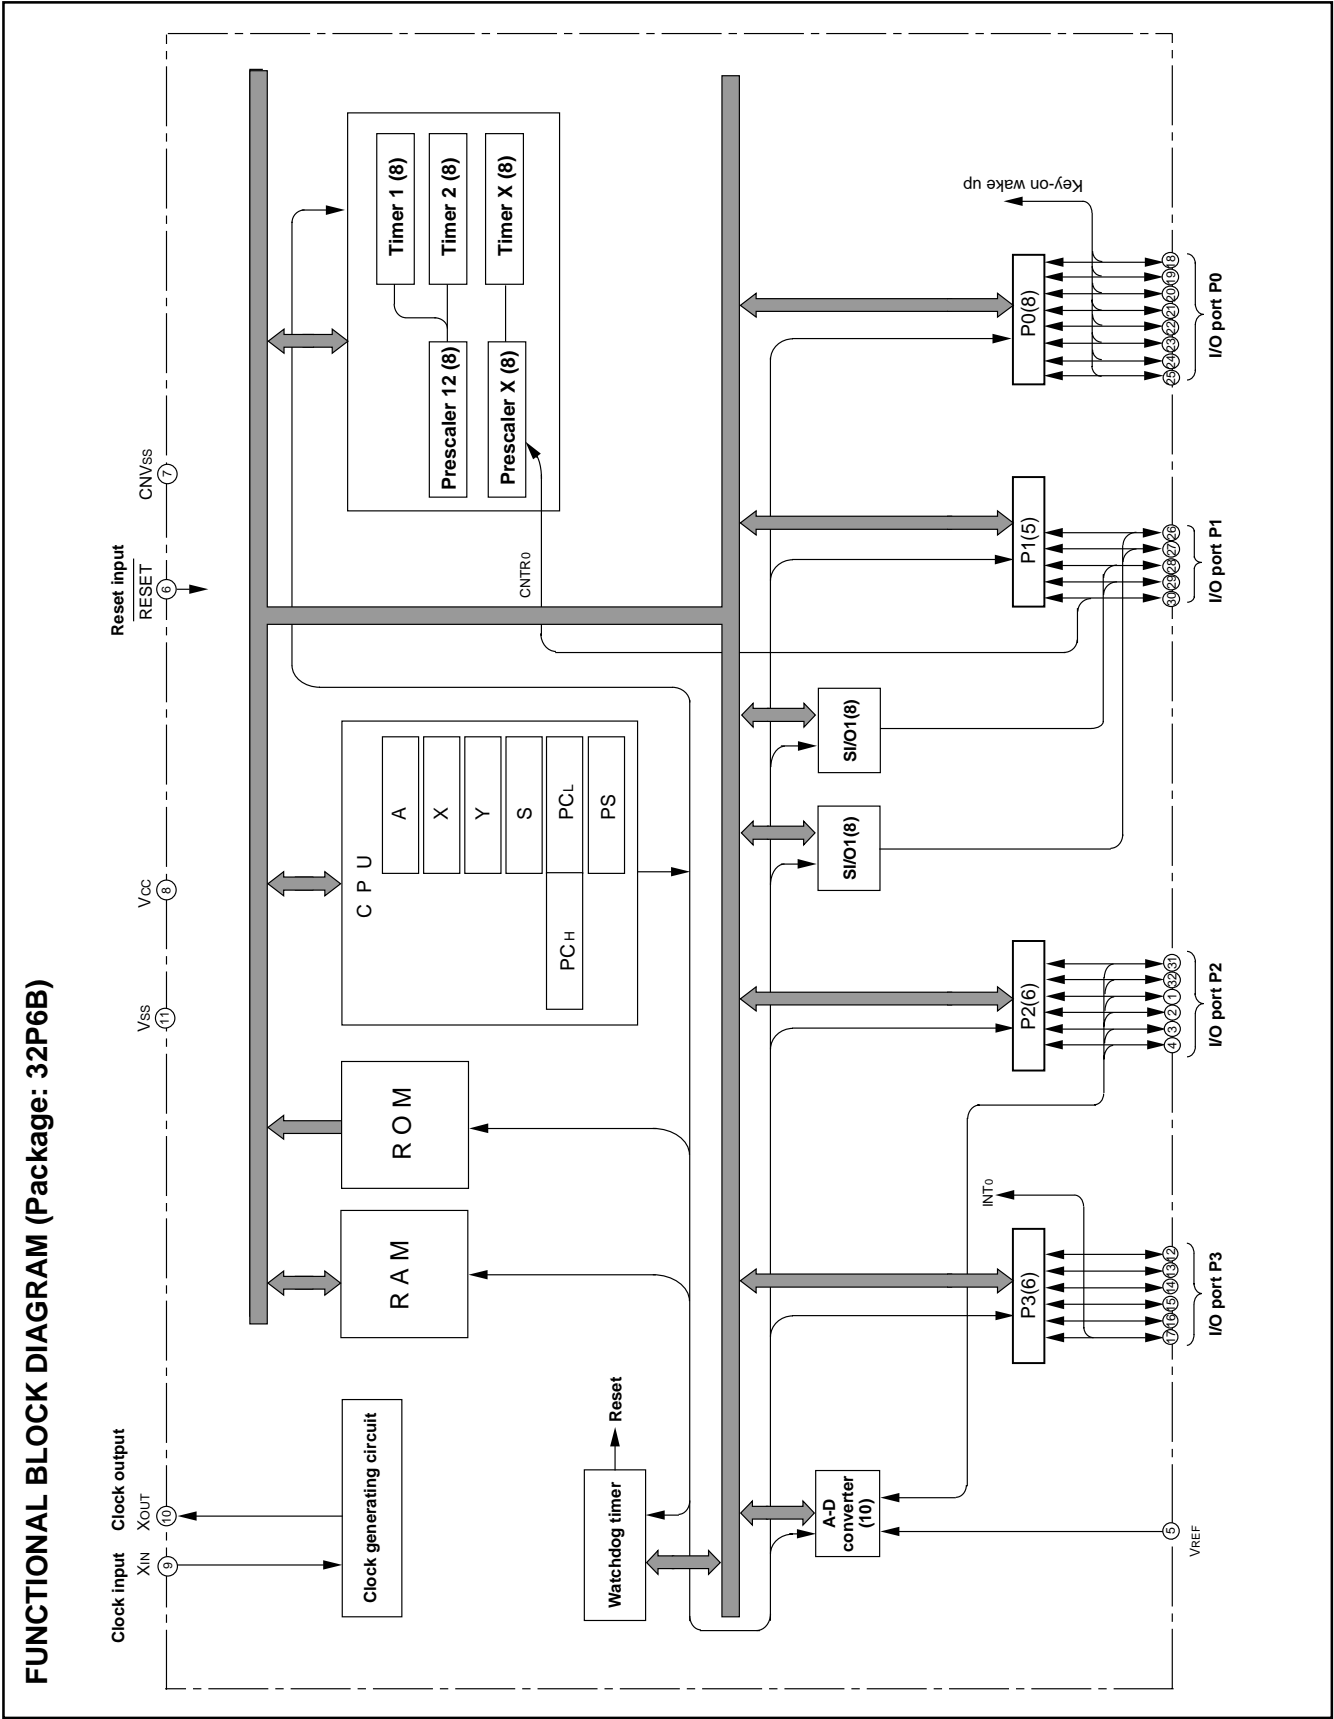 FUNCTIONAL BLOCK DIAGRAM (Package: 32P6B)
Clock input
XIN
9
Clock output
XOUT
10
VSS
11
VCC
8
Reset input
RESET
6
CNVSS
7
Clock generating circuit
RAM
ROM
CPU
A
X
Y
S
PCH
PCL
PS
Timer 1 (8)
Timer 2 (8)
Timer X (8)
Prescaler 12 (8)
Prescaler X (8)
CNTR0
Watchdog timer
Reset
A-D
converter
(10)
SI/O1(8)
SI/O1(8)
INT0
Key-on wake up
P3(6)
P2(6)
P1(5)
P0(8)
VREF
5
17 16 15 14 13 12
I/O port P3
4 3 2 1 32 31
I/O port P2
30 29 28 27 26
I/O port P1
25 24 23 22 21 20 19 18
I/O port P0